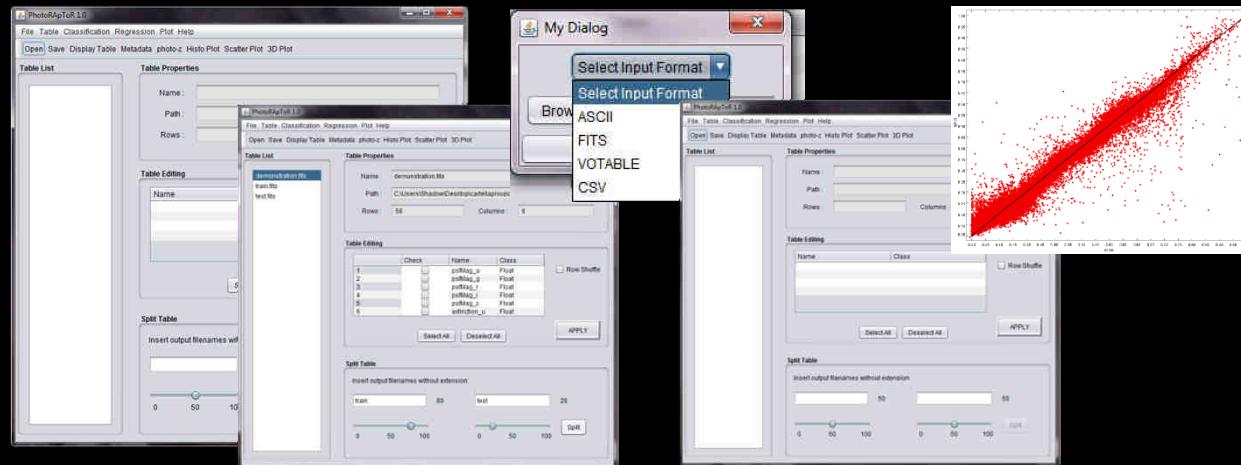 PhotoRApToR 1.0
File Table Classification Regression Plot Help
Open Save Display Table Metadata photo-z Histo Plot Scatter Plot 3D Plot
Table List
Table Properties
Name :
Path :
Rows :
Table Editing
Name
Split Table
Insert output filenames
0 50
PhotoRApToR 1.0
File Table Classification Regression Plot Help
Open Save Display Table Metadata photo-z Histo Plot Scatter Plot 3D Plot
Table List
demonstration.fits
train.fits
test.fits
Table Properties
Name : demonstration.fits
Path :
Rows : 56 Columns : 6
Table Editing
Check Name Class
1 psfMag_u Float
2 psfMag_g Float
3 psfMag_r Float
4 psfMag_i Float
5 psfMag_z Float
6 extinction_u Float
Row Shuffle
Select All Deselect All APPLY
Split Table
Insert output filenames without extension:
train 80 test 20
0 50 100 0 50 100 Split
My Dialog
Select Input Format
Select Input Format
ASCII
FITS
VOTABLE
CSV
Brow
PhotoRApToR 1.0
File Table Classification Regression Plot Help
Open Save Display Table Metadata photo-z Histo Plot Scatter Plot 3D Plot
Table List
Table Properties
Name :
Path :
Rows : Columns
Table Editing
Name Class
Row Shuffle
Select All Deselect All APPLY
Split Table
Insert output filenames without extension:
50 50
0 50 100 0 50 100 Split